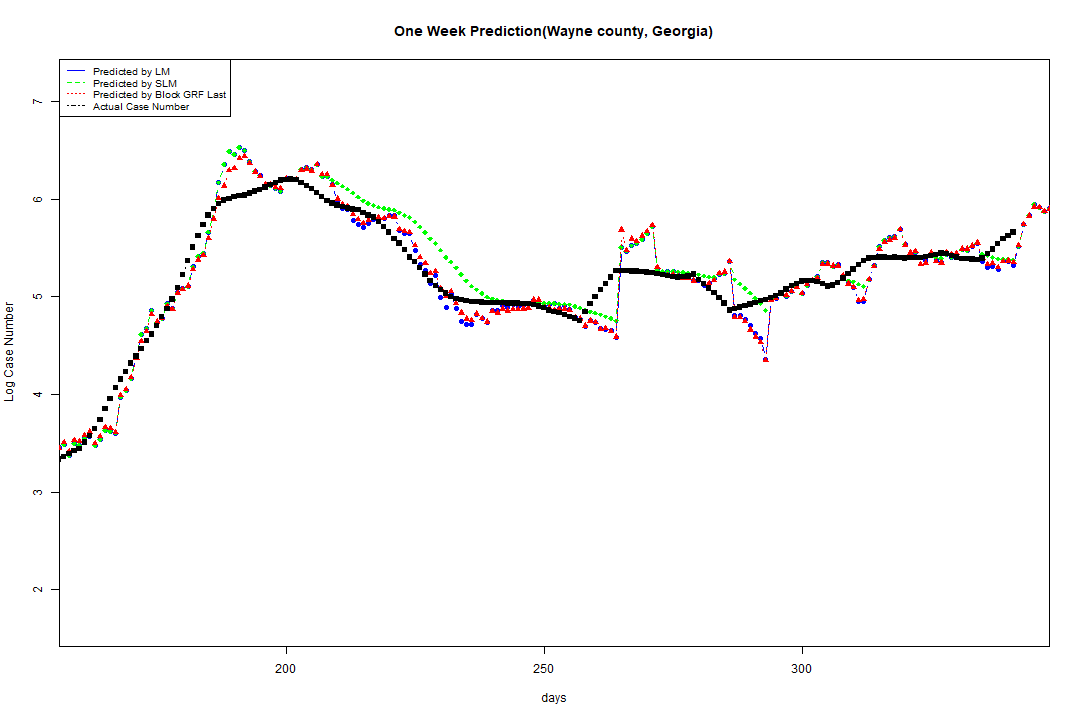 One Week Prediction(Wayne county, Georgia)
Predicted by LM
Predicted by SLM
Predicted by Block GRF Last
Actual Case Number
7
6
5
4
3
2
Log Case Number
200 250 300
days